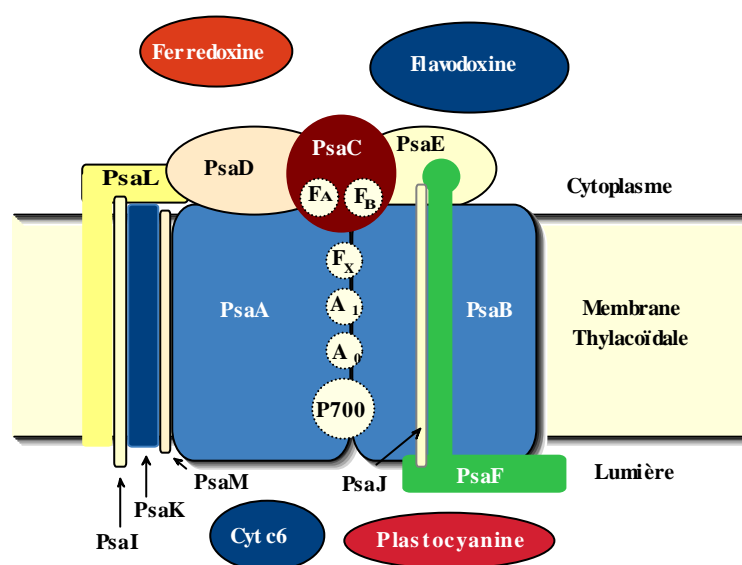 Ferredoxine
Flavodoxine
PsaC
PsaE
PsaD
PsaL
Cytoplasme
FA
FB
FX
PsaA
A1
PsaB
Membrane
Thylacoïdale
A0
P700
PsaF
Lumière
PsaM
PsaJ
PsaK
PsaI
Cyt c6
Plastocyanine